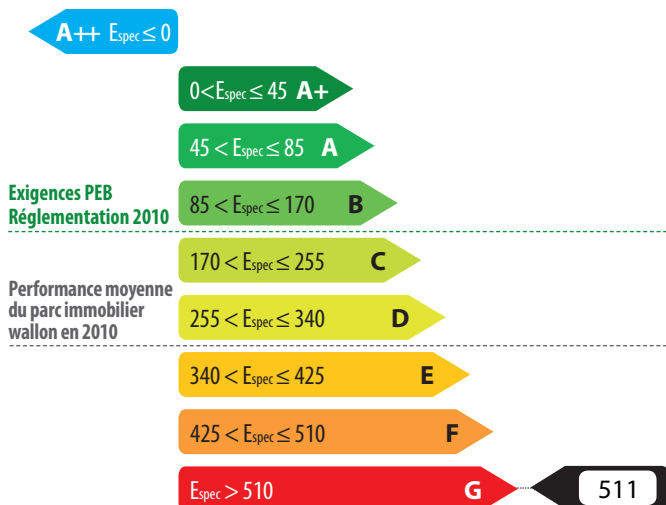 A++ Espec ≤ 0
0<Espec ≤ 45 A+
45 < Espec ≤ 85 A
Exigences PEB
Réglementation 2010
85 < Espec ≤ 170 B
170 < Espec ≤ 255 C
Performance moyenne
du parc immobilier
wallon en 2010
255 < Espec ≤ 340 D
340 < Espec ≤ 425 E
425 < Espec ≤ 510 F
Espec > 510 G
511